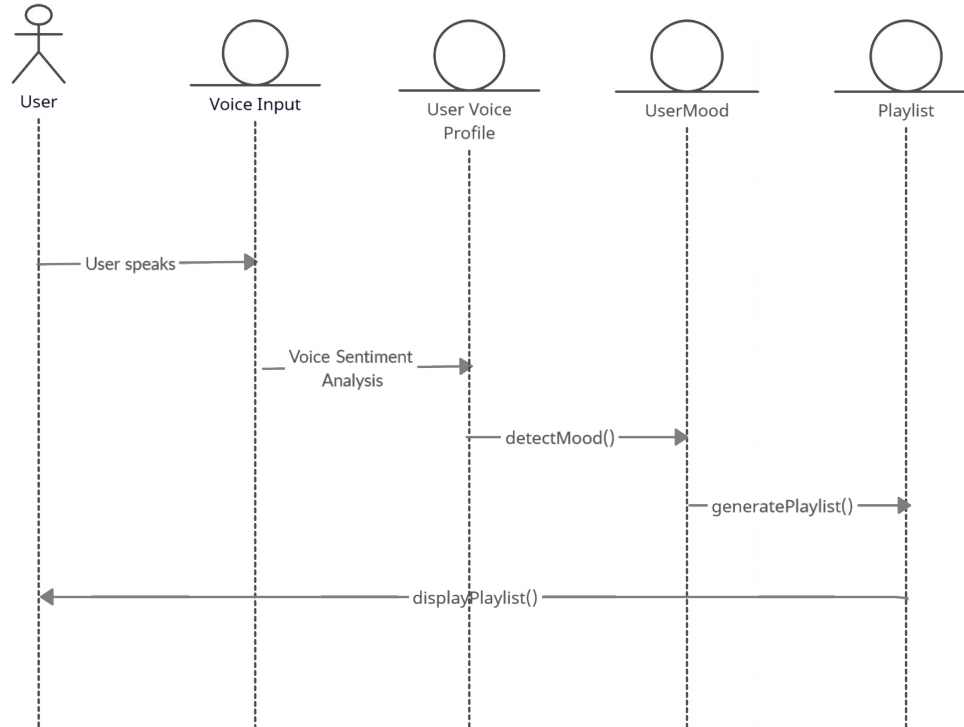 User
Voice Input
User Voice
Profile
UserMood
Playlist
User speaks
Voice Sentiment
Analysis
detectMood()
generatePlaylist()
displayPlaylist()